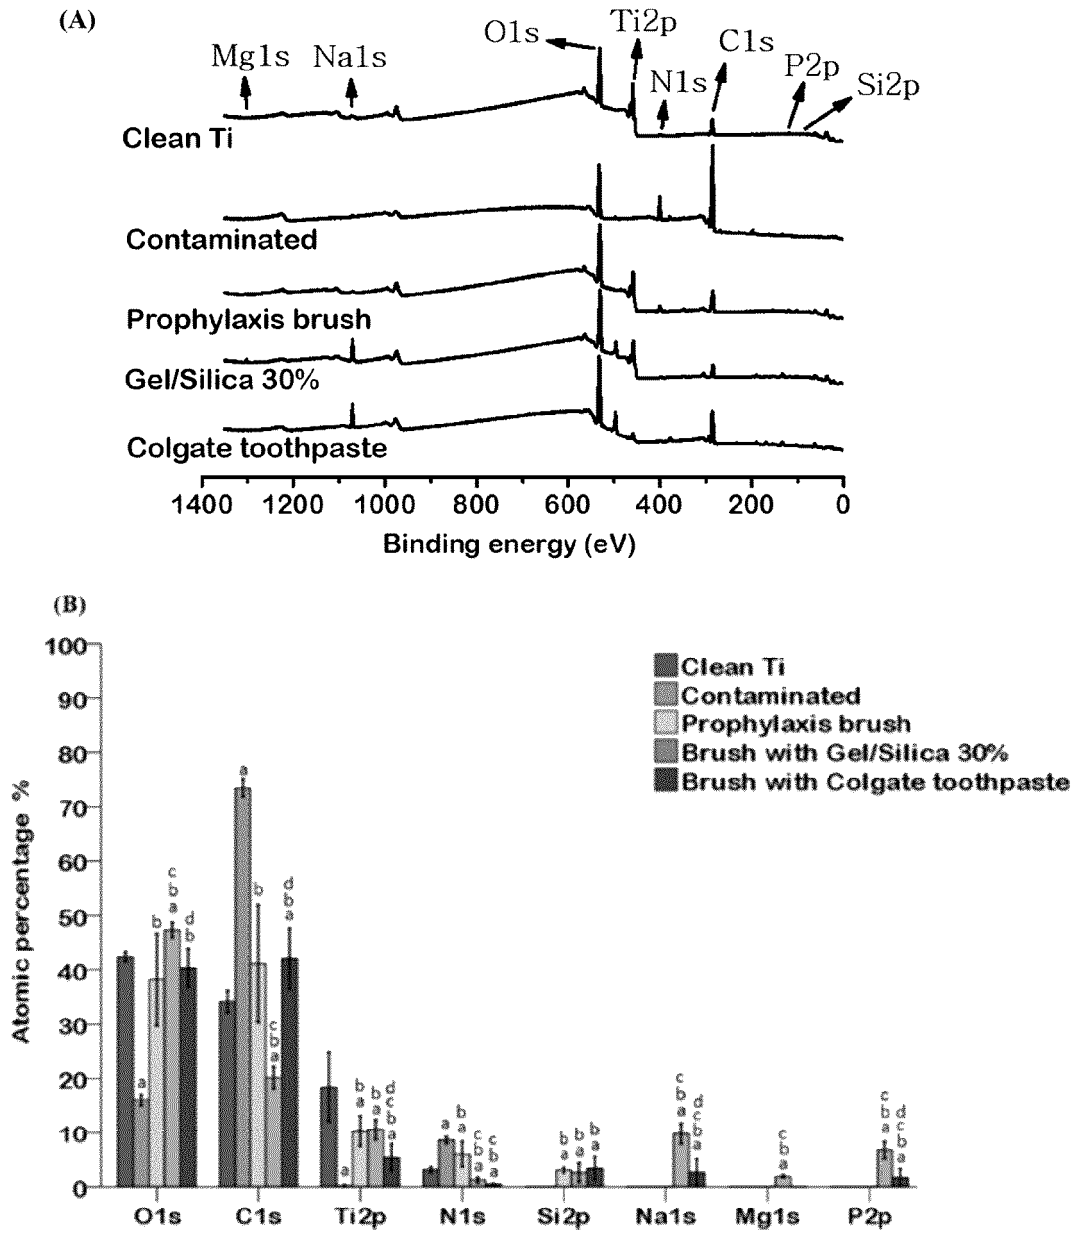 (A)
Mg1s Na1s O1s Ti2p N1s C1s P2p Si2p
Clean Ti
Contaminated
Prophylaxis brush
Gel/Silica 30%
Colgate toothpaste
1400 1200 1000 800 600 400 200 0
Binding energy (eV)
(B)
Atomic percentage %
100
90
80
70
60
50
40
30
20
10
0
Clean Ti
Contaminated
Prophylaxis brush
Brush with Gel/Silica 30%
Brush with Colgate toothpaste
a
b
c
b
a
d
b
a
b
c
b
a
d
b
a
a
b
a
b
a
d
c
b
a
a
b
a
c
b
a
c
b
a
b
a
b
a
b
a
c
b
a
d
c
b
a
c
b
a
c
b
a
d
c
b
a
O1s C1s Ti2p N1s Si2p Na1s Mg1s P2p